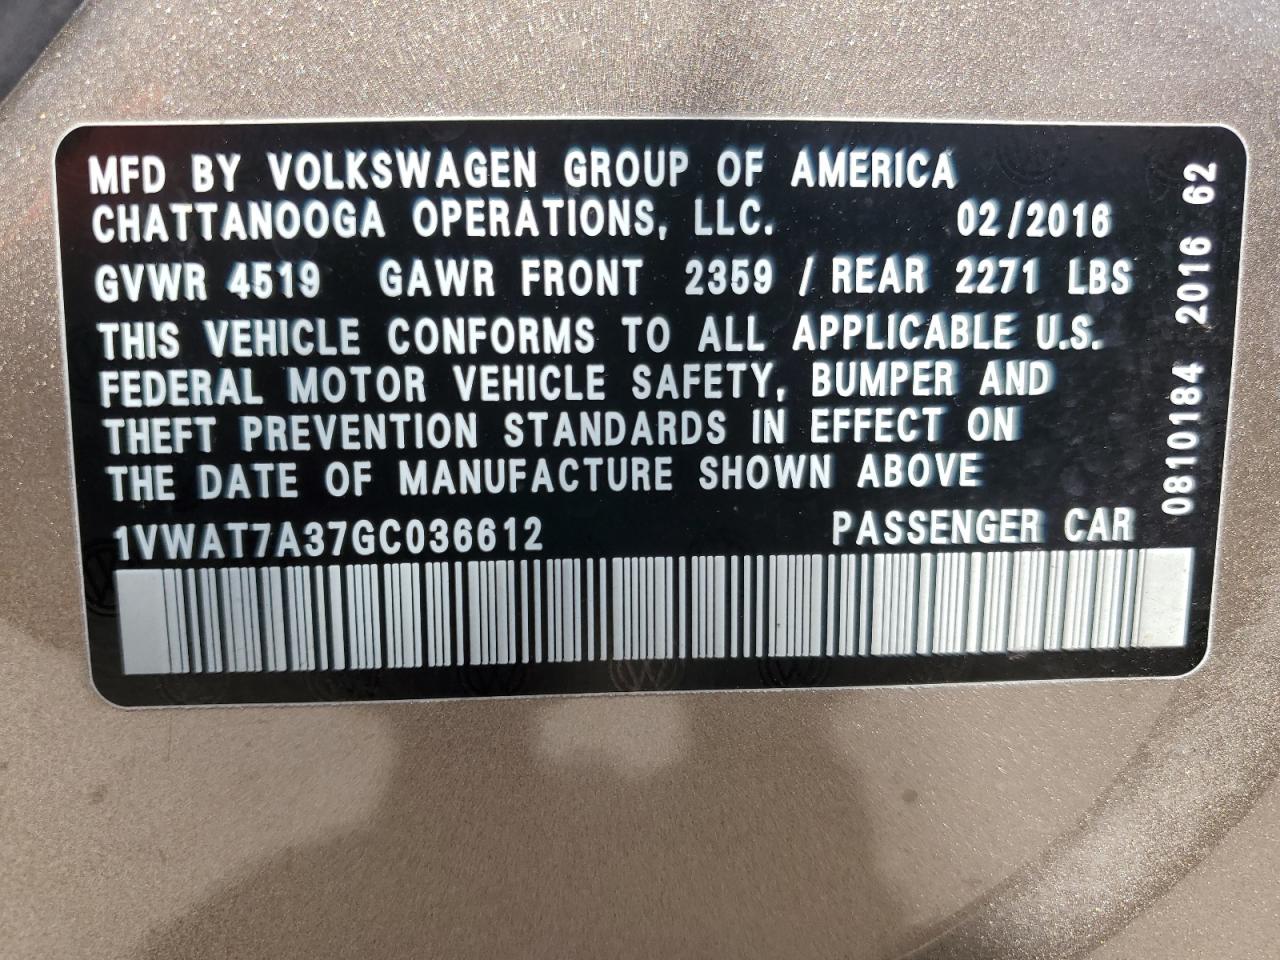 MFD BY VOLKSWAGEN GROUP OF AMERICA
CHATTANOOGA OPERATIONS, LLC. 02/2016
GVWR 4519 GAWR FRONT 2359 / REAR 2271 LBS
THIS VEHICLE CONFORMS TO ALL APPLICABLE U.S.
FEDERAL MOTOR VEHICLE SAFETY, BUMPER AND
THEFT PREVENTION STANDARDS IN EFFECT ON
THE DATE OF MANUFACTURE SHOWN ABOVE
1VWAT7A37GC036612 PASSENGER CAR
0810184 2016 62